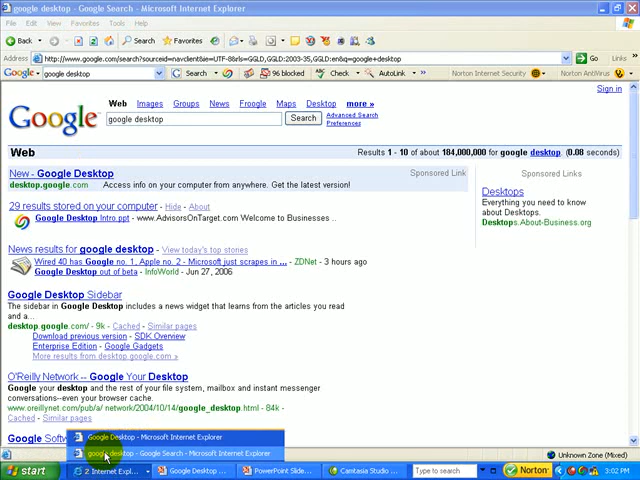 google desktop - Google Search - Microsoft Internet Explorer
File Edit View Favorites Tools Help
Back Search Favorites
Address http://www.google.com/search?sourceid=navclient&ie=UTF-8&rls=GGLD,GGLD:2003-35,GGLD:en&q=google+desktop Go Links
Google google desktop Search 96 blocked Check AutoLink Norton Internet Security Norton AntiVirus
Sign in
Web Images Groups News Froogle Maps Desktop more »
Google google desktop Search Advanced Search
Preferences
Web Results 1 - 10 of about 184,000,000 for google desktop. (0.08 seconds)
New - Google Desktop Sponsored Link
desktop.google.com Access info on your computer from anywhere. Get the latest version!
Sponsored Links
Desktops
Everything you need to know
about Desktops.
Desktops.About-Business.org
29 results stored on your computer - Hide - About
Google Desktop Intro.ppt - www.AdvisorsOnTarget.com Welcome to Businesses ..
News results for google desktop - View today's top stories
Wired 40 has Google no. 1, Apple no. 2 - Microsoft just scrapes in ... - ZDNet - 3 hours ago
Google Desktop out of beta - InfoWorld - Jun 27, 2006
Google Desktop Sidebar
The sidebar in Google Desktop includes a news widget that learns from the articles you read
and a...
desktop.google.com/ - 9k - Cached - Similar pages
Download previous version - SDK Overview
Enterprise Edition - Google Gadgets
More results from desktop.google.com »
O'Reilly Network -- Google Your Desktop
Google your desktop and the rest of your file system, mailbox and instant messenger
conversations--even your browser cache.
www.oreillynet.com/pub/a/ network/2004/10/14/google_desktop.html - 84k -
Cached - Similar pages
Google Softw
Google Desktop - Microsoft Internet Explorer
google desktop - Google Search - Microsoft Internet Explorer
Unknown Zone (Mixed)
start 2 Internet Expl... Google Desktop ... PowerPoint Slide... Camtasia Studio ... Type to search Norton 3:02 PM